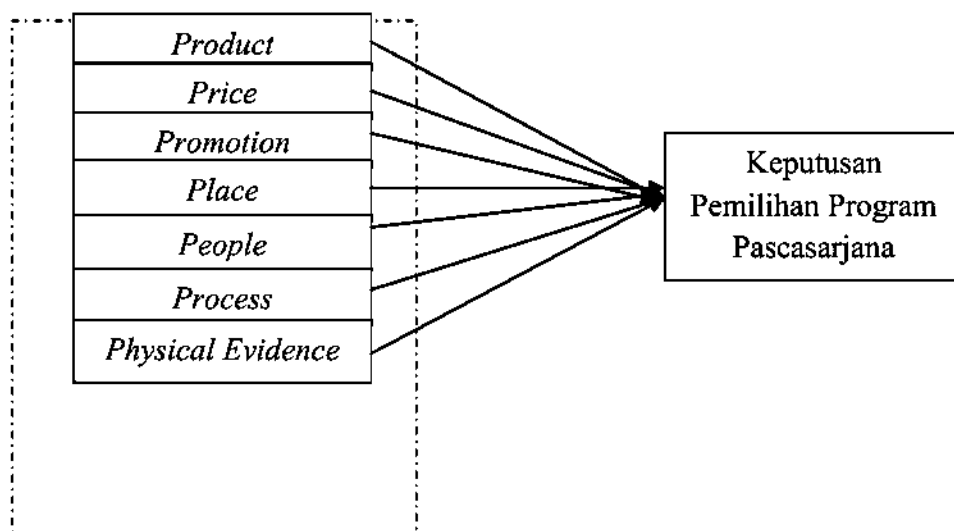 Product
Price
Promotion
Place
People
Process
Physical Evidence
Keputusan
Pemilihan Program
Pascasarjana